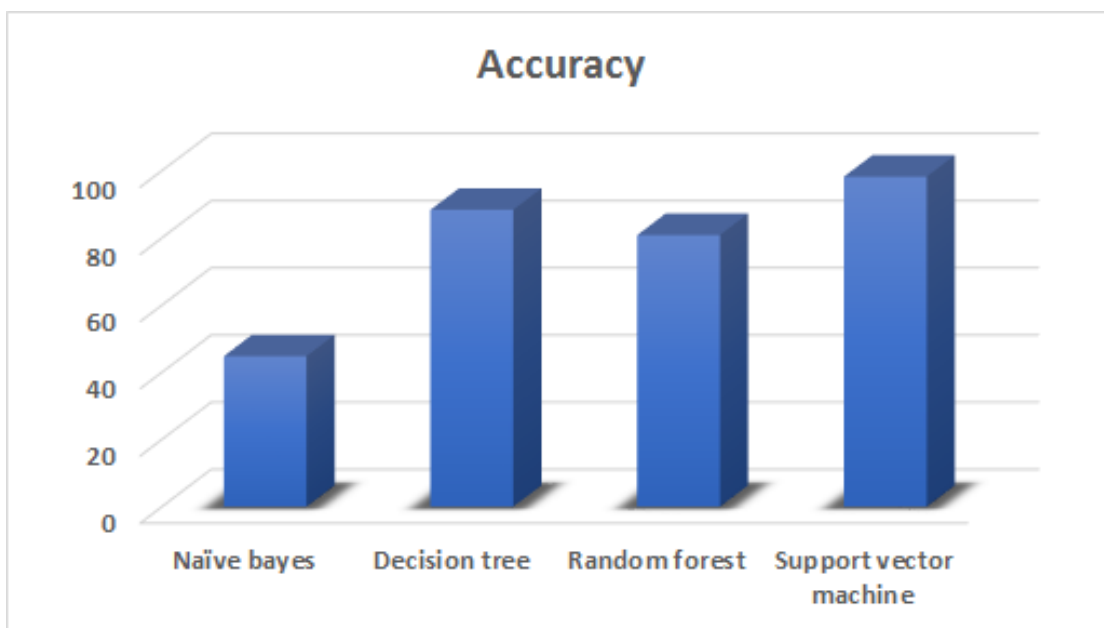 Accuracy
100
80
60
40
20
0
Naïve bayes
Decision tree
Random forest
Support vector
machine